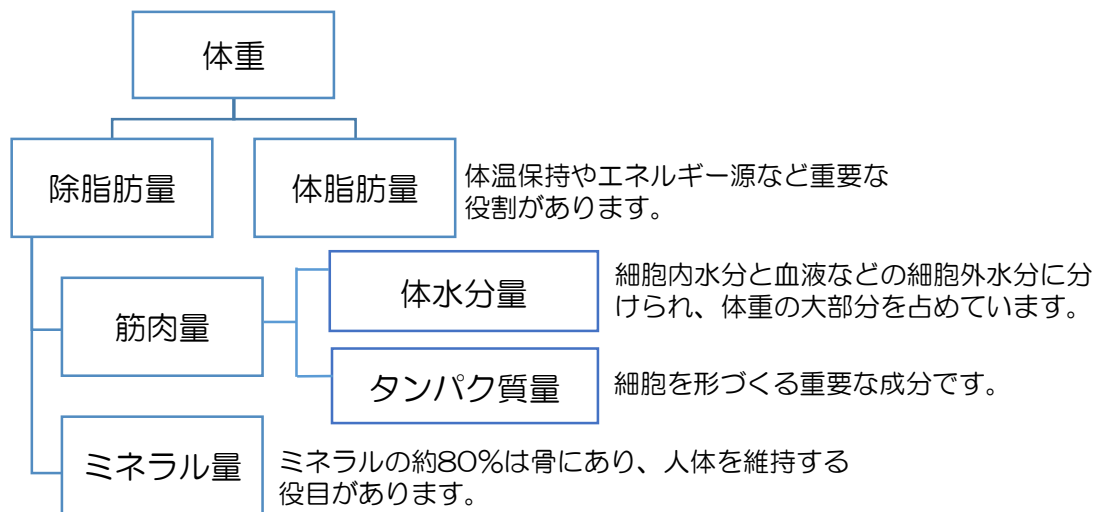 体重
除脂肪量
体脂肪量
体温保持やエネルギー源など重要な
役割があります。
筋肉量
体水分量
細胞内水分と血液などの細胞外水分に分
けられ、体重の大部分を占めています。
タンパク質量
細胞を形づくる重要な成分です。
ミネラル量
ミネラルの約80%は骨にあり、人体を維持する
役目があります。